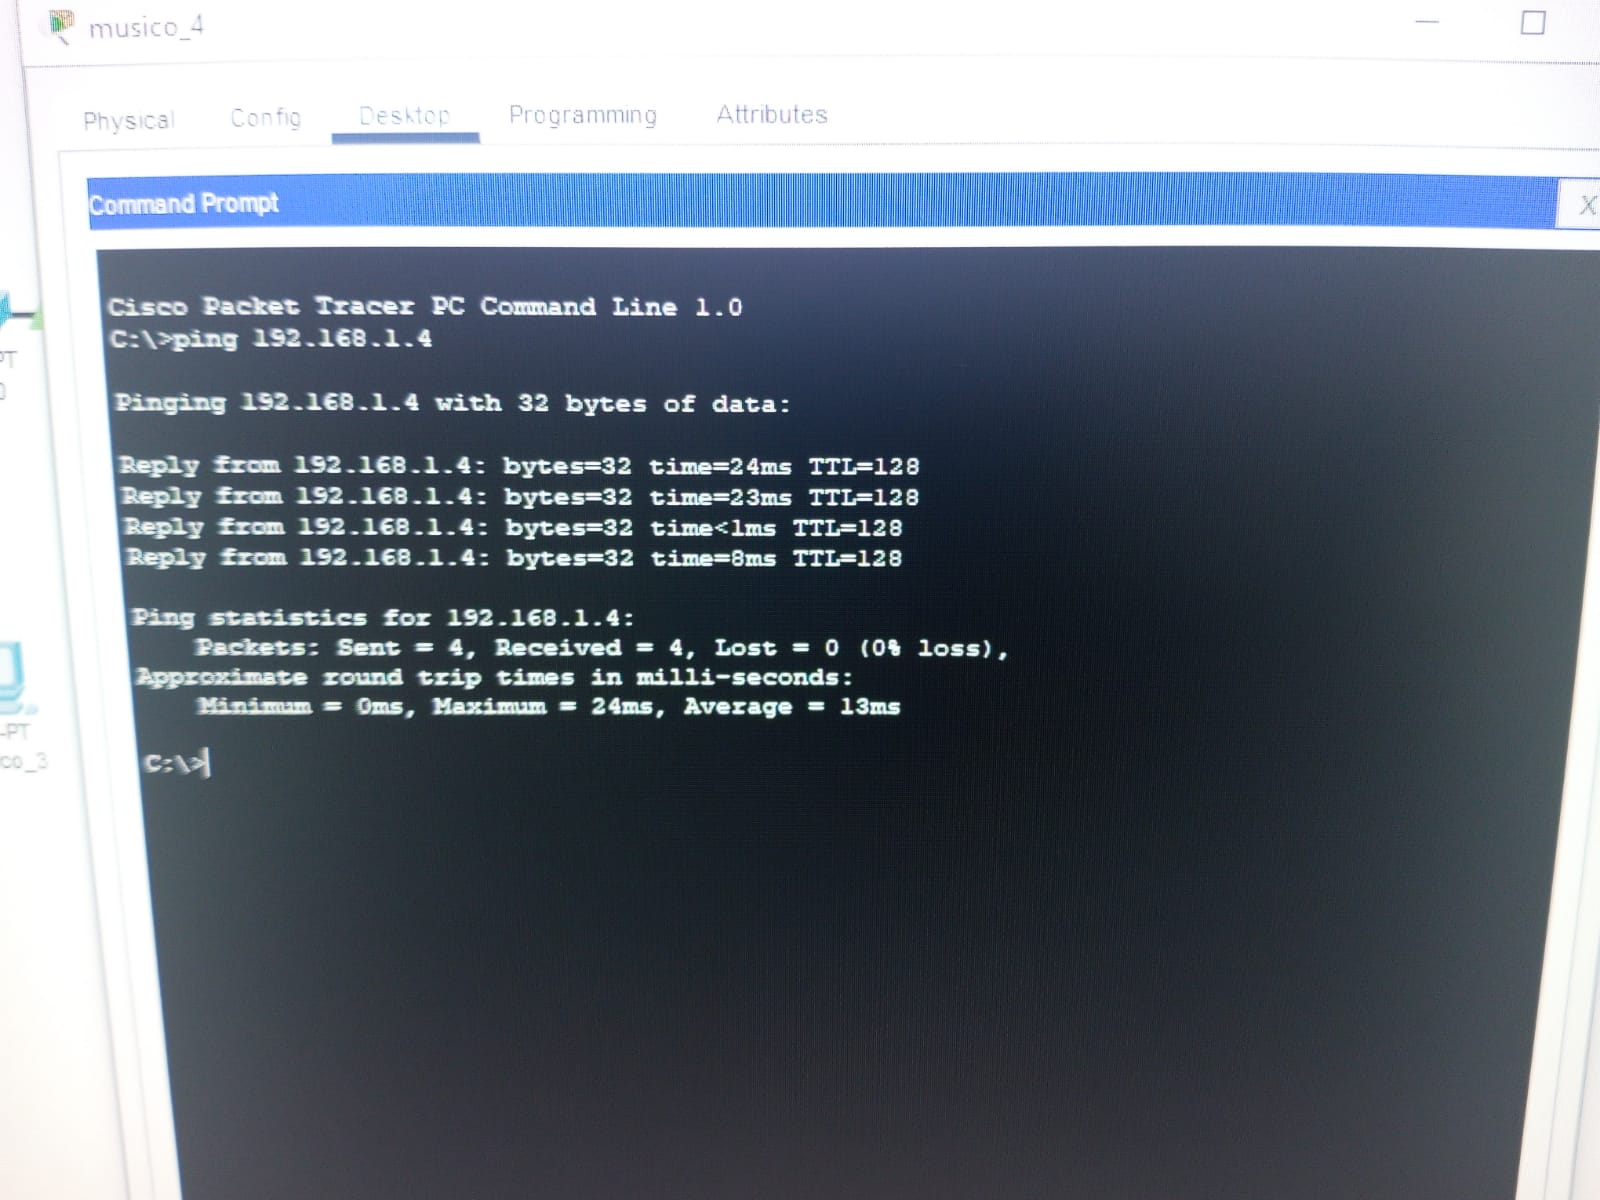 musico_4
Physical Config Desktop Programming Attributes
Command Prompt
X
Cisco Packet Tracer PC Command Line 1.0
C:\>ping 192.168.1.4
Pinging 192.168.1.4 with 32 bytes of data:
Reply from 192.168.1.4: bytes=32 time=24ms TTL=128
Reply from 192.168.1.4: bytes=32 time=23ms TTL=128
Reply from 192.168.1.4: bytes=32 time<1ms TTL=128
Reply from 192.168.1.4: bytes=32 time=8ms TTL=128
Ping statistics for 192.168.1.4:
Packets: Sent = 4, Received = 4, Lost = 0 (0% loss),
Approximate round trip times in milli-seconds:
Minimum = 0ms, Maximum = 24ms, Average = 13ms
C:\>
-PT
co_3